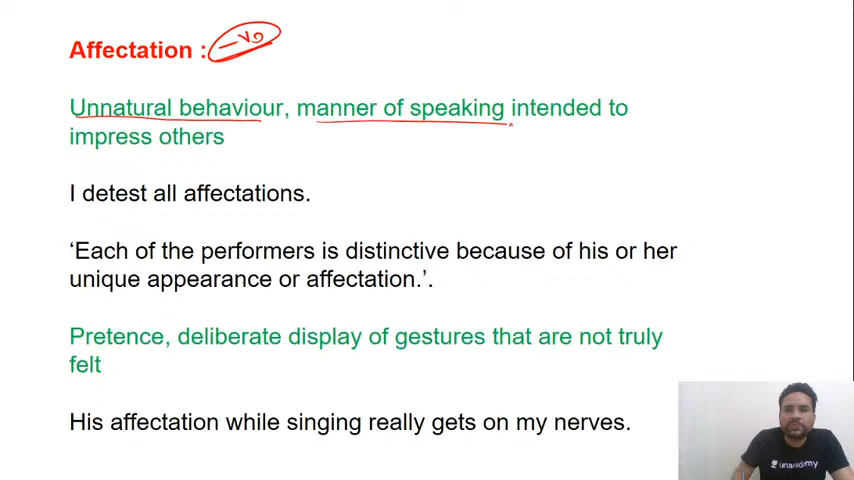 Affectation : -ve
Unnatural behaviour, manner of speaking intended to
impress others
I detest all affectations.
‘Each of the performers is distinctive because of his or her
unique appearance or affectation.’.
Pretence, deliberate display of gestures that are not truly
felt
His affectation while singing really gets on my nerves.
unacademy